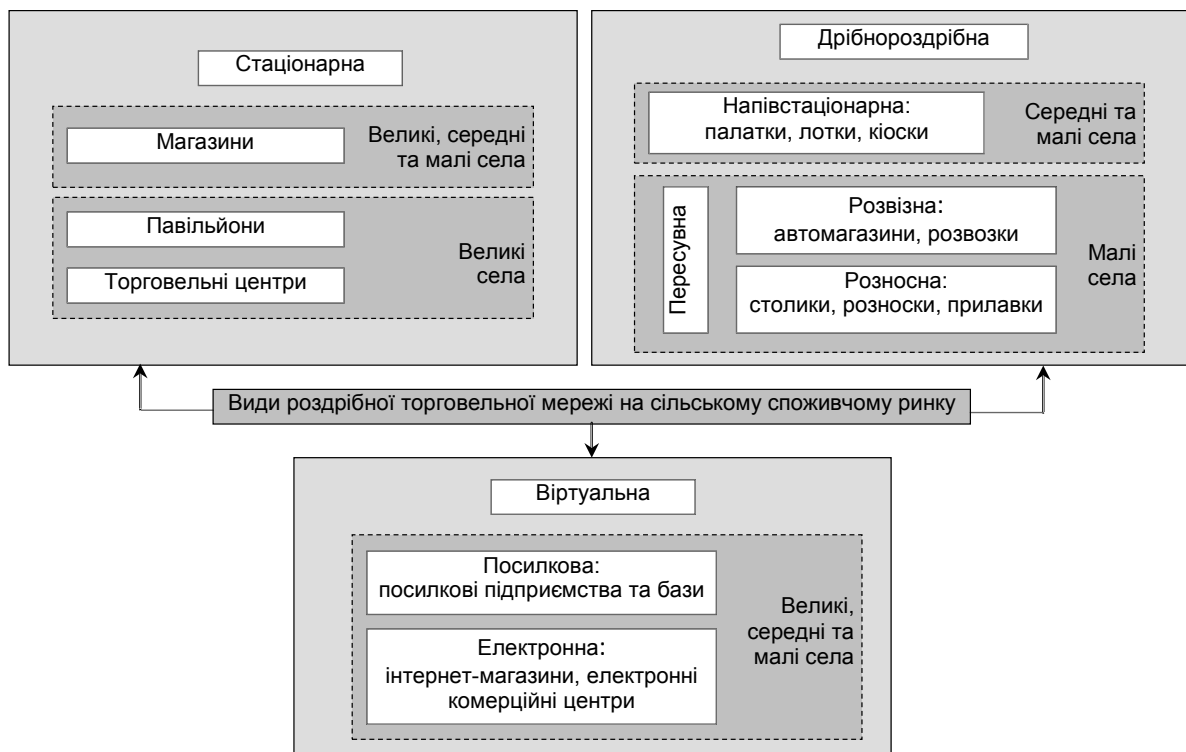 Стаціонарна
Магазини
Великі, середні
та малі села
Павільйони
Торговельні центри
Великі
села
Дрібнороздрібна
Напівстаціонарна:
палатки, лотки, кіоски
Середні та
малі села
Пересувна
Розвізна:
автомагазини, розвозки
Розносна:
столики, розноски, прилавки
Малі
села
Види роздрібної торговельної мережі на сільському споживчому ринку
Віртуальна
Посилкова:
посилкові підприємства та бази
Електронна:
інтернет-магазини, електронні
комерційні центри
Великі,
середні та
малі села